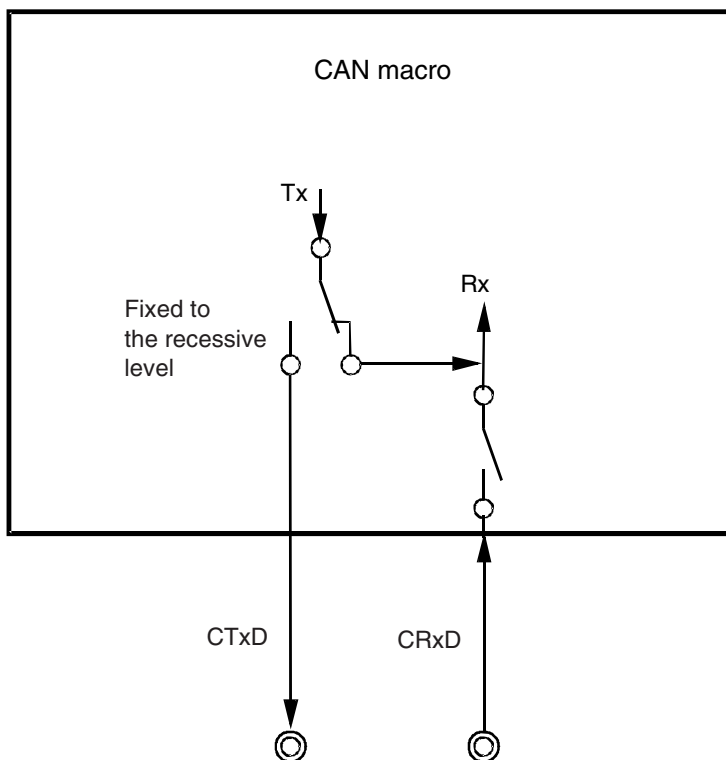 CAN macro
Tx
Rx
Fixed to
the recessive
level
CTxD
CRxD